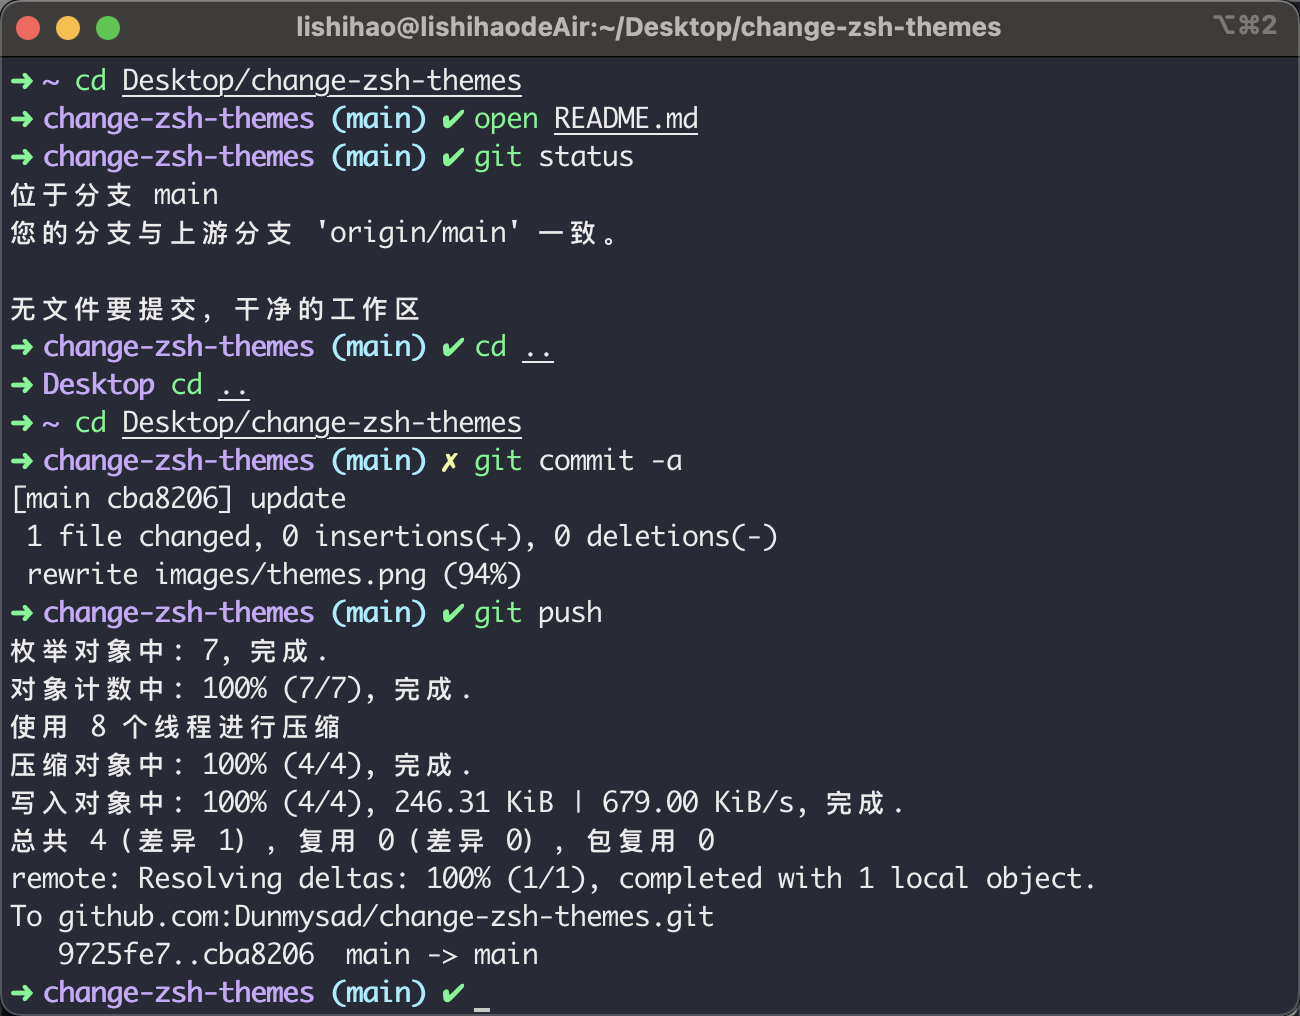 lishihao@lishihaodeAir:~/Desktop/change-zsh-themes ⌥⌘2
➜ ~ cd Desktop/change-zsh-themes
➜ change-zsh-themes (main) ✔ open README.md
➜ change-zsh-themes (main) ✔ git status
位于分支 main
您的分支与上游分支 'origin/main' 一致。
无文件要提交，干净的工作区
➜ change-zsh-themes (main) ✔ cd ..
➜ Desktop cd ..
➜ ~ cd Desktop/change-zsh-themes
➜ change-zsh-themes (main) ✗ git commit -a
[main cba8206] update
1 file changed, 0 insertions(+), 0 deletions(-)
rewrite images/themes.png (94%)
➜ change-zsh-themes (main) ✔ git push
枚举对象中: 7, 完成.
对象计数中: 100% (7/7), 完成.
使用 8 个线程进行压缩
压缩对象中: 100% (4/4), 完成.
写入对象中: 100% (4/4), 246.31 KiB | 679.00 KiB/s, 完成.
总共 4（差异 1），复用 0（差异 0），包复用 0
remote: Resolving deltas: 100% (1/1), completed with 1 local object.
To github.com:Dunmysad/change-zsh-themes.git
9725fe7..cba8206 main -> main
➜ change-zsh-themes (main) ✔ _